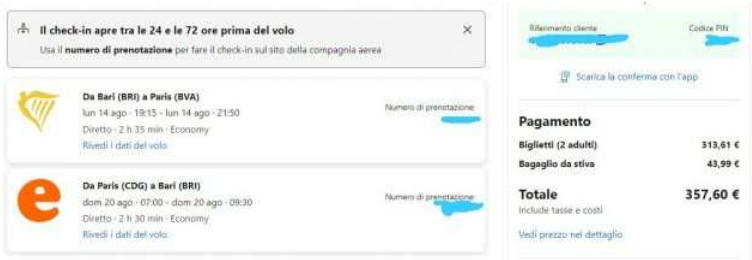 Il check-in apre tra le 24 e le 72 ore prima del volo
Usa il numero di prenotazione per fare il check-in sul sito della compagnia aerea
Da Bari (BRI) a Paris (BVA)
lun 14 ago · 19:15 - lun 14 ago · 21:50
Diretto · 2 h 35 min · Economy
Rivedi i dati del volo
Numero di prenotazione
Da Paris (CDG) a Bari (BRI)
dom 20 ago · 07:00 - dom 20 ago · 09:30
Diretto · 2 h 30 min · Economy
Rivedi i dati del volo
Numero di prenotazione
Riferimento cliente
Codice PIN
Scarica la conferma con l'app
Pagamento
Biglietti (2 adulti) 313,61 €
Bagaglio da stiva 43,99 €
Totale 357,60 €
Include tasse e costi
Vedi prezzo nel dettaglio